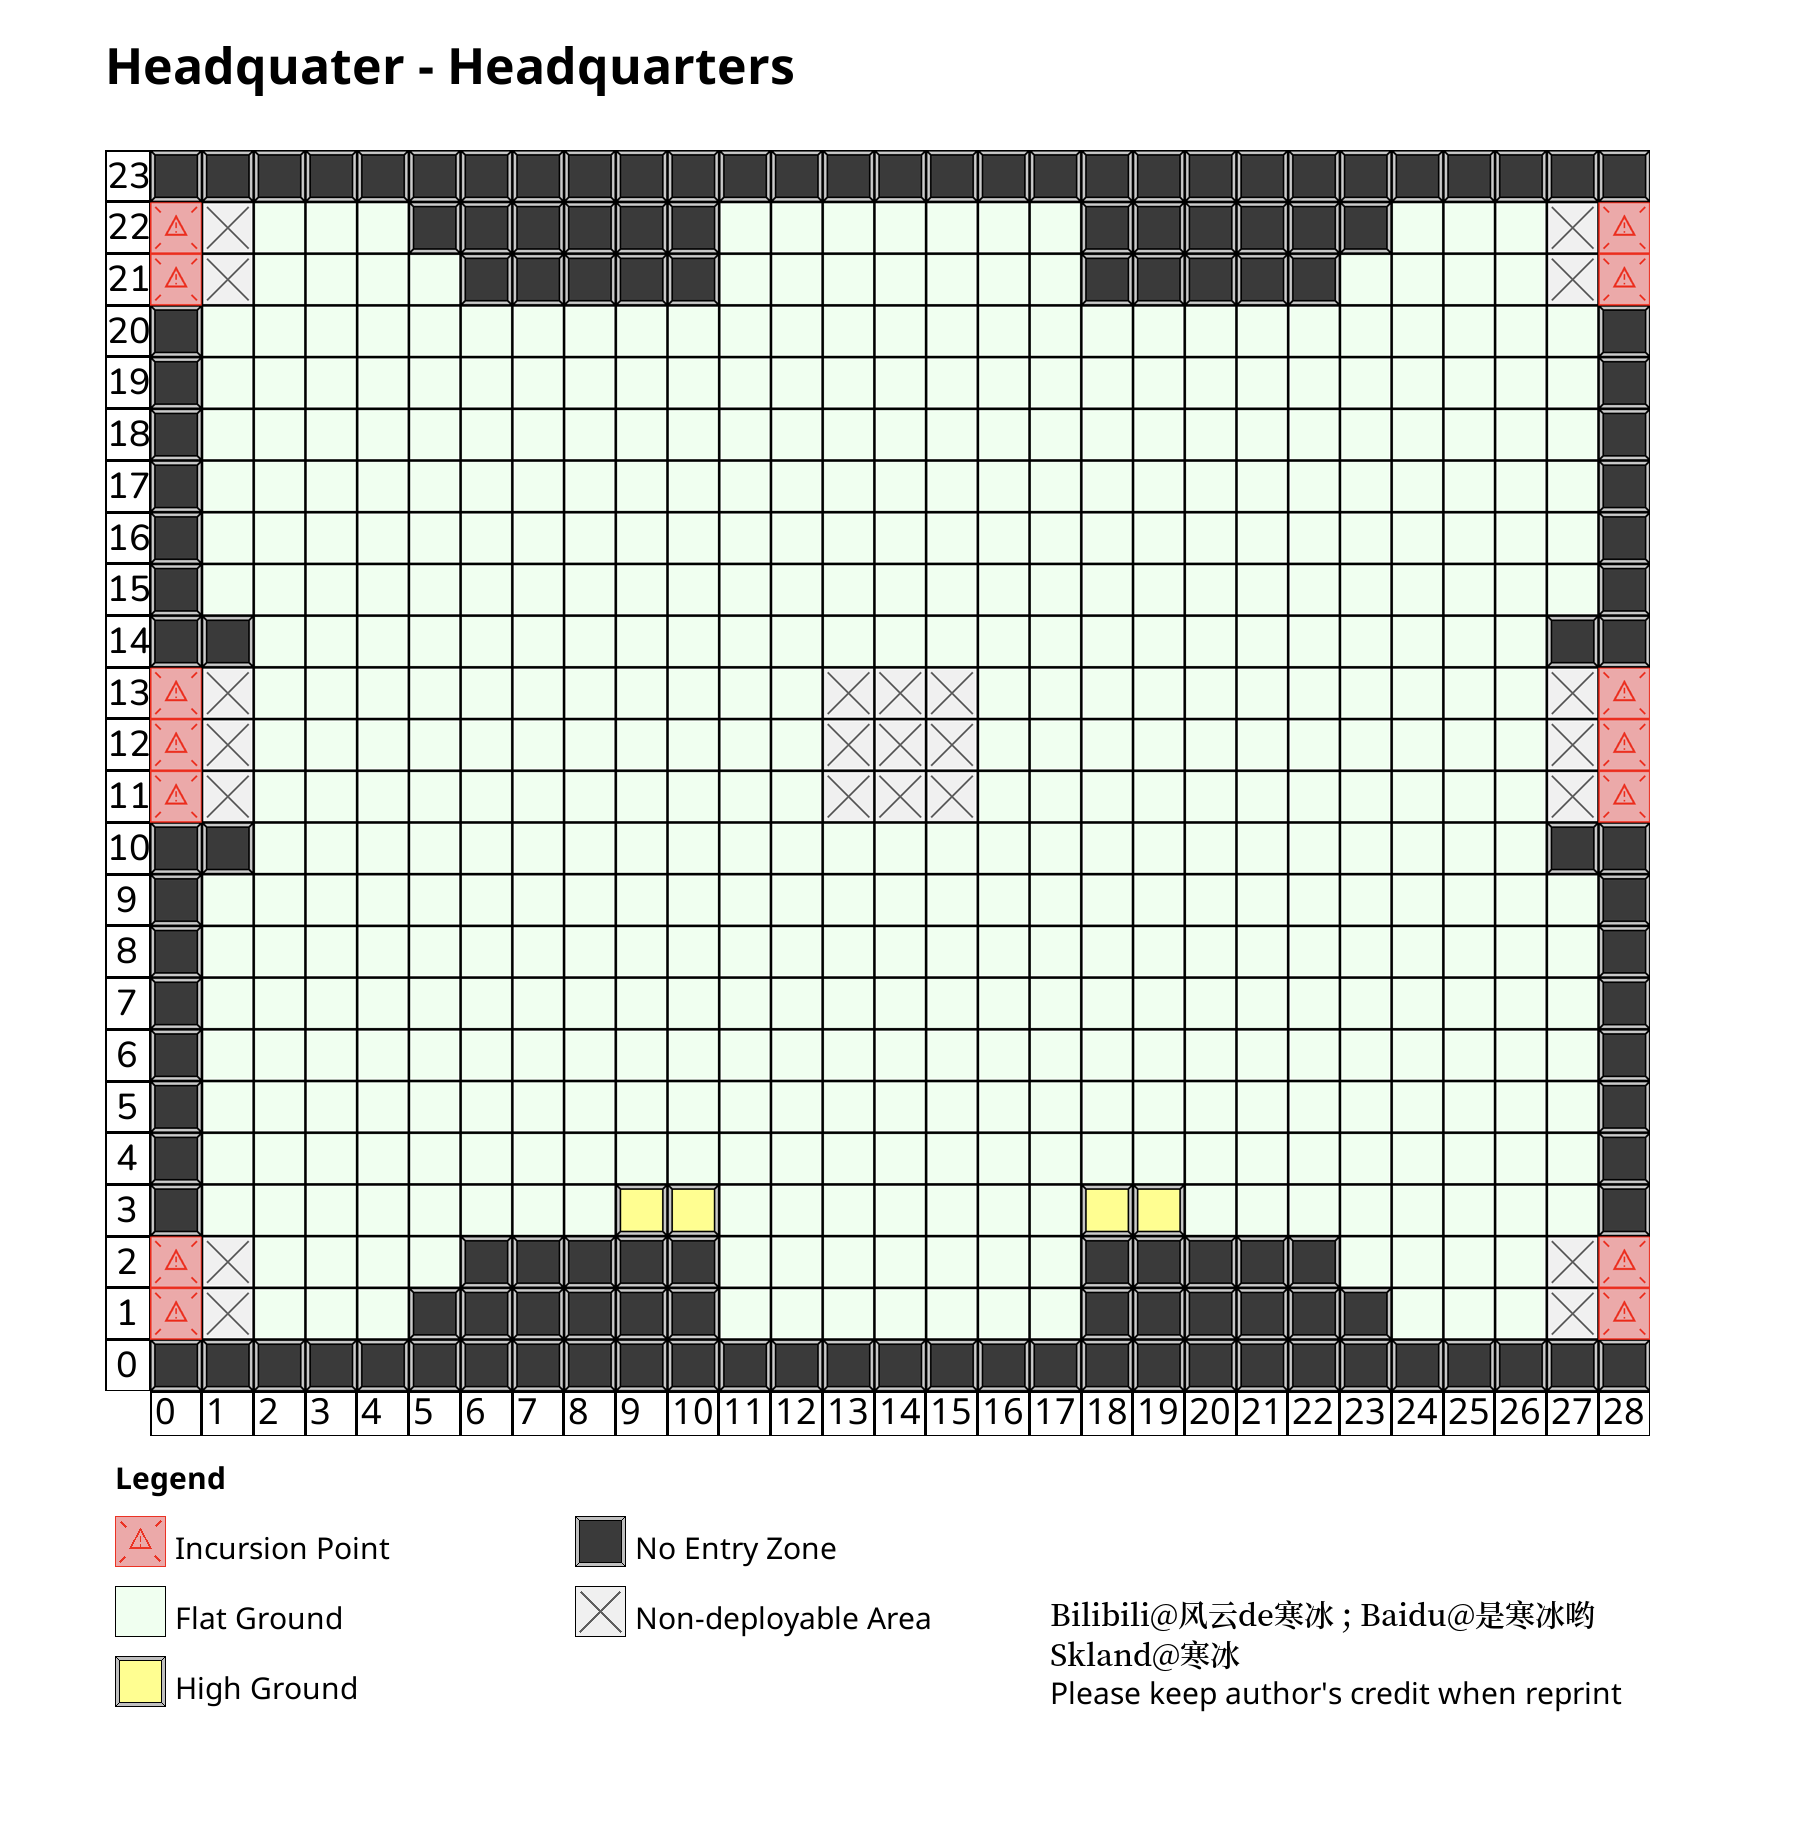 Headquater - Headquarters
23
22
21
20
19
18
17
16
15
14
13
12
11
10
9
8
7
6
5
4
3
2
1
0
0 1 2 3 4 5 6 7 8 9 10 11 12 13 14 15 16 17 18 19 20 21 22 23 24 25 26 27 28
Legend
Incursion Point
No Entry Zone
Flat Ground
Non-deployable Area
High Ground
Bilibili@风云de寒冰 ; Baidu@是寒冰哟
Skland@寒冰
Please keep author's credit when reprint